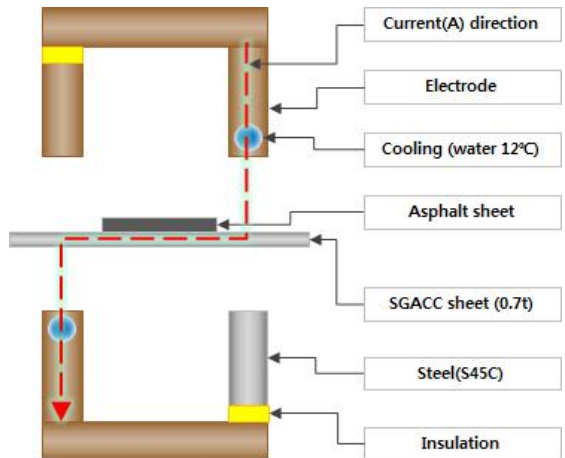 Current(A) direction
Electrode
Cooling (water 12℃)
Asphalt sheet
SGACC sheet (0.7t)
Steel(S45C)
Insulation